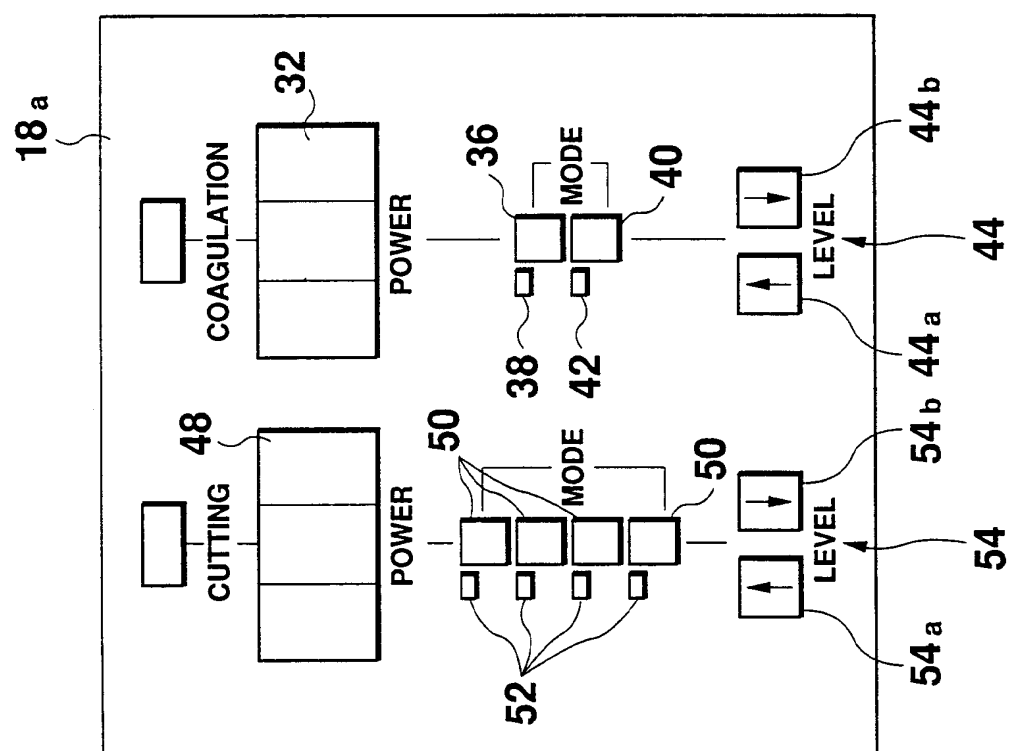 18a
48
CUTTING COAGULATION
32
POWER POWER
50
36
52 38
MODE MODE
42
40
50
LEVEL LEVEL
54a 54b 44a 44b
54 44